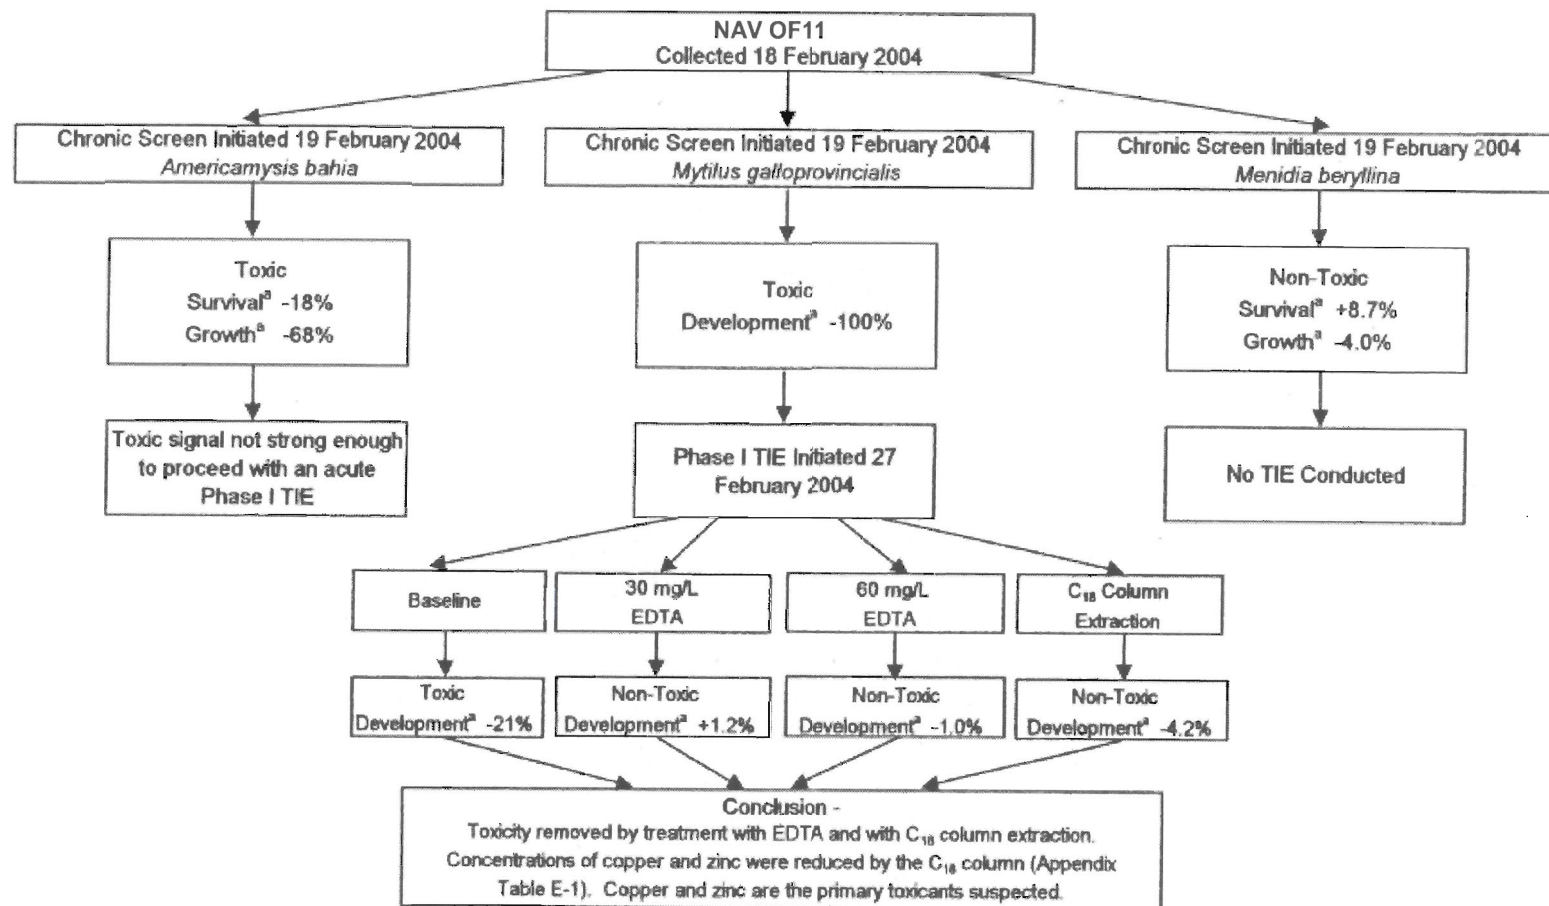 NAV OF11
Collected 18 February 2004
Chronic Screen Initiated 19 February 2004
Americamysis bahia
Chronic Screen Initiated 19 February 2004
Mytilus galloprovincialis
Chronic Screen Initiated 19 February 2004
Menidia beryllina
Toxic
Survivalᵃ -18%
Growthᵃ -68%
Toxic
Developmentᵃ -100%
Non-Toxic
Survivalᵃ +8.7%
Growthᵃ -4.0%
Toxic signal not strong enough
to proceed with an acute
Phase I TIE
Phase I TIE Initiated 27
February 2004
No TIE Conducted
Baseline
30 mg/L
EDTA
60 mg/L
EDTA
C₁₈ Column
Extraction
Toxic
Developmentᵃ -21%
Non-Toxic
Developmentᵃ +1.2%
Non-Toxic
Developmentᵃ -1.0%
Non-Toxic
Developmentᵃ -4.2%
Conclusion -
Toxicity removed by treatment with EDTA and with C₁₈ column extraction.
Concentrations of copper and zinc were reduced by the C₁₈ column (Appendix
Table E-1). Copper and zinc are the primary toxicants suspected.